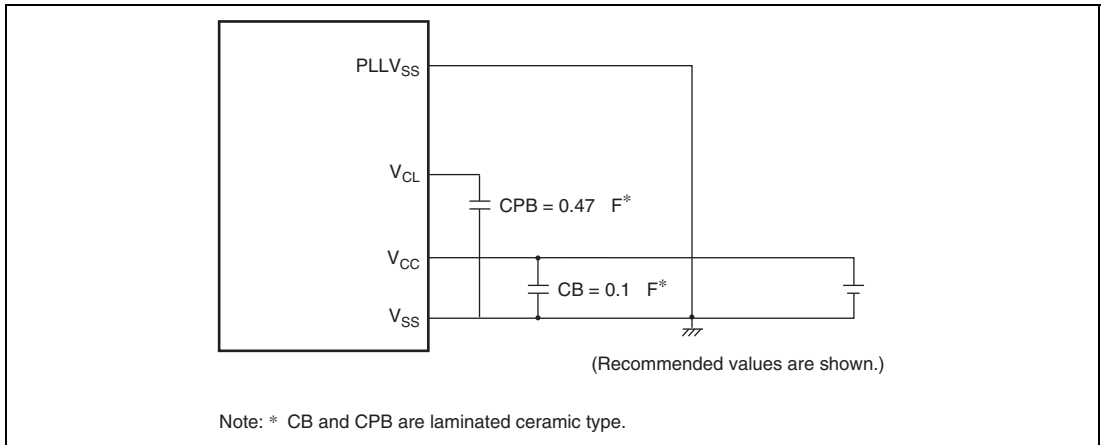 PLLVSS
VCL
CPB = 0.47 F*
VCC
CB = 0.1 F*
VSS
(Recommended values are shown.)
Note: * CB and CPB are laminated ceramic type.